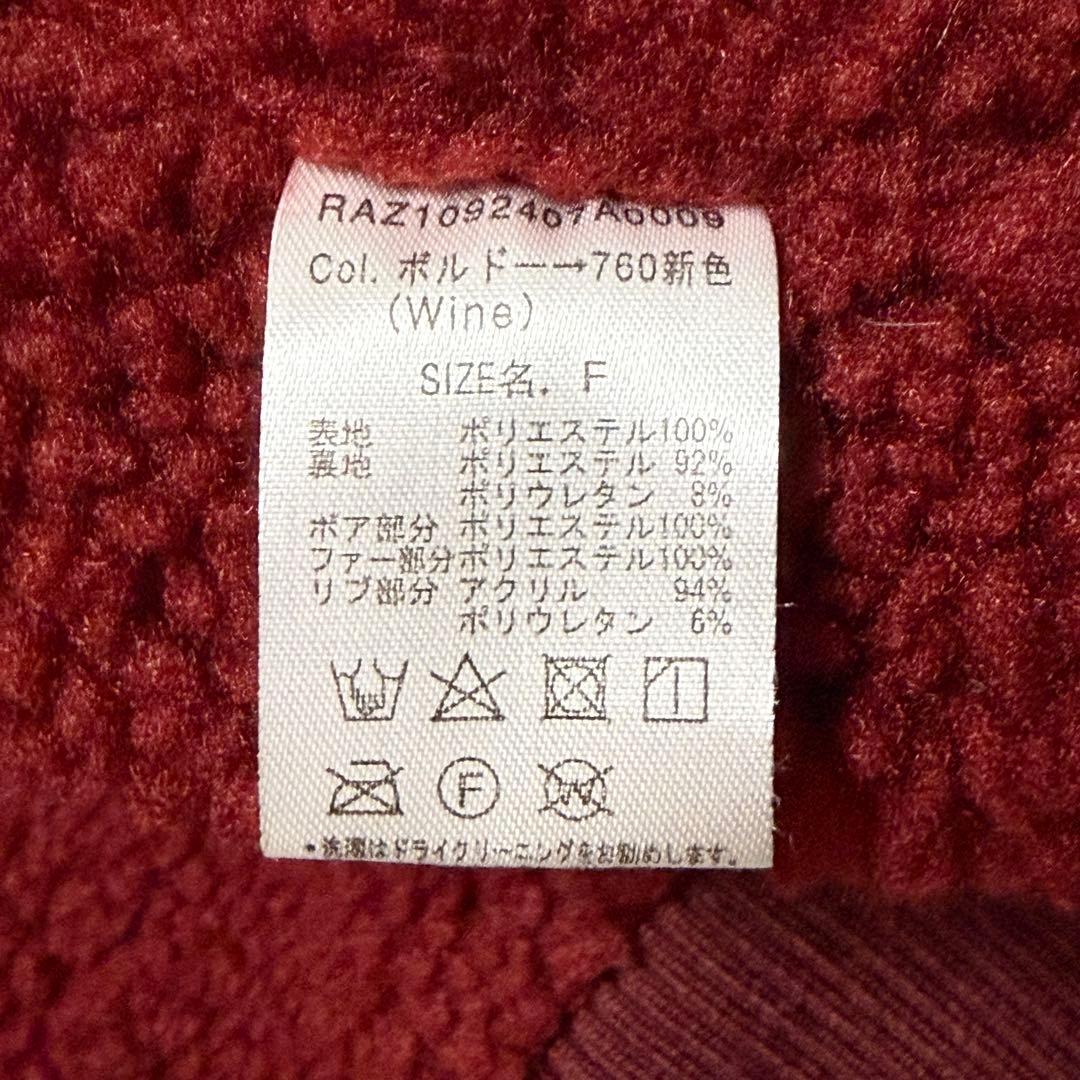 RAZ1092407A0009
Col. ボルドー→760新色
(Wine)
SIZE名. F
表地 ポリエステル100%
裏地 ポリエステル 92%
ポリウレタン 8%
ボア部分 ポリエステル100%
ファー部分ポリエステル100%
リブ部分 アクリル 94%
ポリウレタン 6%
F W
・洗濯はドライクリーニングをお勧めします。